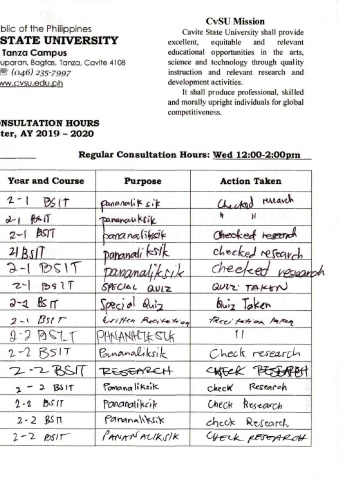 blic of the Philippines
STATE UNIVERSITY
Tanza Campus
uparan, Bagtas, Tanza, Cavite 4108
☏ (046) 235-7997
ww.cvsu.edu.ph
CvSU Mission
Cavite State University shall provide
excellent, equitable and relevant
educational opportunities in the arts,
science and technology through quality
instruction and relevant research and
development activities.
It shall produce professional, skilled
and morally upright individuals for global
competitiveness.
ONSULTATION HOURS
ter, AY 2019 – 2020
Regular Consultation Hours: Wed 12:00-2:00pm
Year and Course Purpose Action Taken
2-1 BSIT pananaliksik Checked research
2-1 BSIT pananaliksik " "
2-1 BSIT pananaliksik Checked research
21 BSIT pananaliksik checked research
2-1 BSIT pananaliksik checked research
2-1 BSIT SPECIAL QUIZ QUIZ TAKEN
2-2 BSIT Special Quiz Quiz Taken
2-1 BSIT Written Recitation Recitation taken
2-2 BSIT PANANALIKSIK 11
2-2 BSIT Pananaliksik Check research
2-2 BSIT RESEARCH CHECK RESEARCH
2-2 BSIT Pananaliksik check Research
2-2 BSIT Pananaliksik Check Research
2-2 BSIT Pananaliksik check Research
2-2 BSIT PANANALIKSIK CHECK RESEARCH